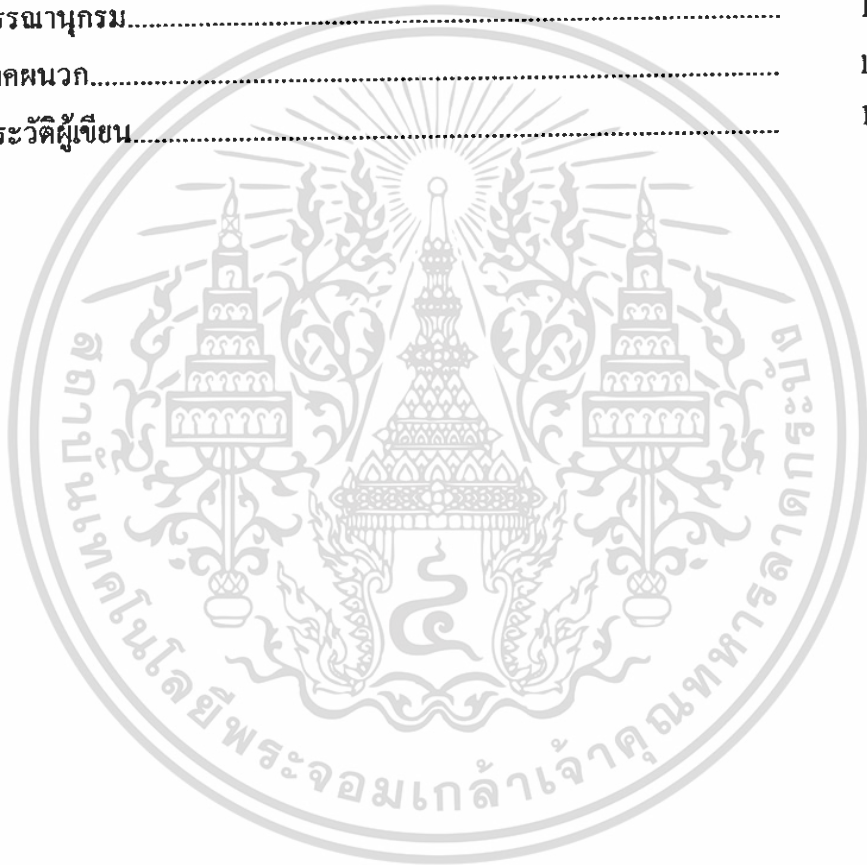 รรณานุกรม
คผนวก
ระวัติผู้เขียน
สถาบันเทคโนโลยีพระจอมเกล้าเจ้าคุณทหารลาดกระบัง
๔